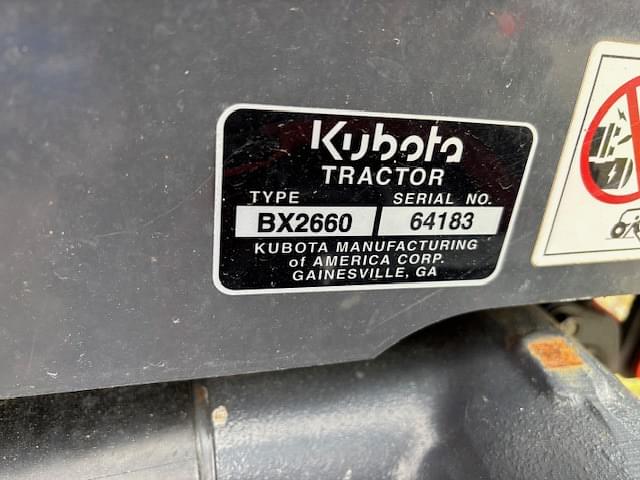 Kubota
TRACTOR
TYPE SERIAL NO.
BX2660 64183
KUBOTA MANUFACTURING
of AMERICA CORP.
GAINESVILLE, GA